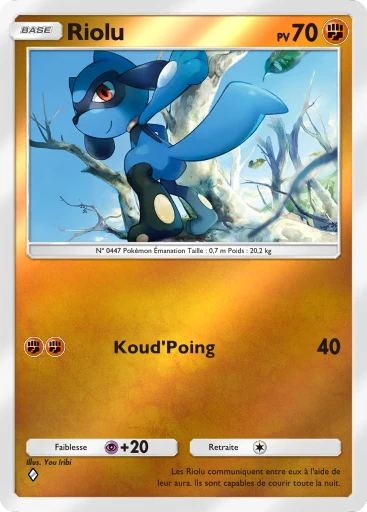 BASE Riolu PV 70
N° 0447 Pokémon Émanation Taille : 0,7 m Poids : 20,2 kg
Koud'Poing 40
Faiblesse +20 Retraite
Illus. You Iribi
Les Riolu communiquent entre eux à l'aide de
leur aura. Ils sont capables de courir toute la nuit.